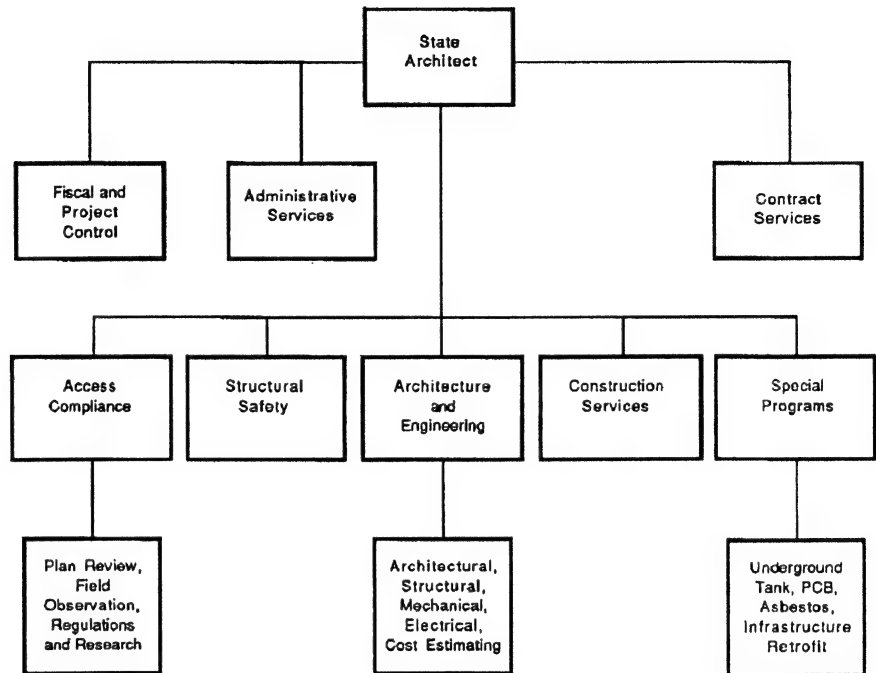 State
Architect
Fiscal and
Project
Control
Administrative
Services
Contract
Services
Access
Compliance
Structural
Safety
Architecture
and
Engineering
Construction
Services
Special
Programs
Plan Review,
Field
Observation,
Regulations
and Research
Architectural,
Structural,
Mechanical,
Electrical,
Cost Estimating
Underground
Tank, PCB,
Asbestos,
Infrastructure
Retrofit